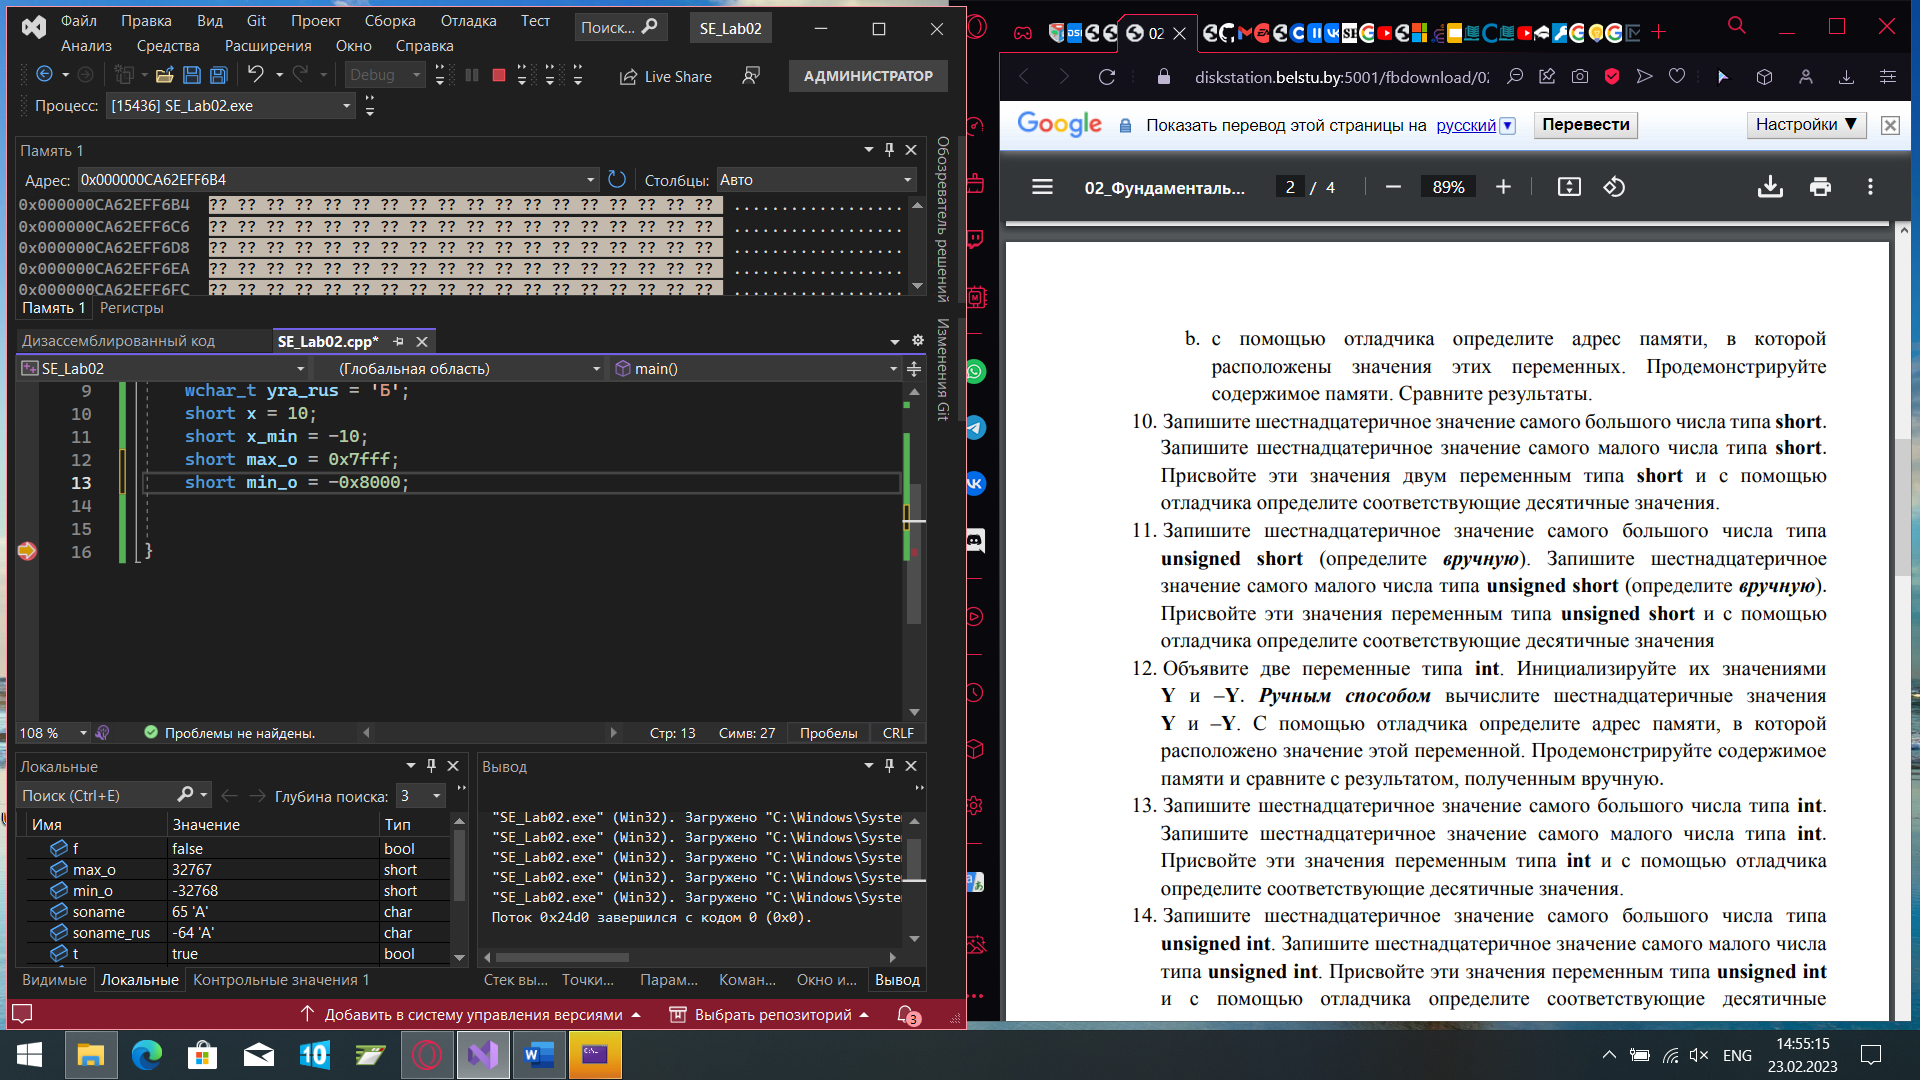 Файл Правка Вид Git Проект Сборка Отладка Тест Поиск... SE_Lab02
Анализ Средства Расширения Окно Справка
Debug Live Share АДМИНИСТРАТОР
Процесс: [15436] SE_Lab02.exe
Память 1
Адрес: 0x000000CA62EFF6B4 Столбцы: Авто
0x000000CA62EFF6B4 ?? ?? ?? ?? ?? ?? ?? ?? ?? ?? ?? ?? ?? ?? ?? ?? ?? ?? ..................
0x000000CA62EFF6C6 ?? ?? ?? ?? ?? ?? ?? ?? ?? ?? ?? ?? ?? ?? ?? ?? ?? ?? ..................
0x000000CA62EFF6D8 ?? ?? ?? ?? ?? ?? ?? ?? ?? ?? ?? ?? ?? ?? ?? ?? ?? ?? ..................
0x000000CA62EFF6EA ?? ?? ?? ?? ?? ?? ?? ?? ?? ?? ?? ?? ?? ?? ?? ?? ?? ?? ..................
0x000000CA62EFF6FC ?? ?? ?? ?? ?? ?? ?? ?? ?? ?? ?? ?? ?? ?? ?? ?? ?? ?? ..................
Память 1 Регистры
Обозреватель решений
Изменения Git
Дизассемблированный код SE_Lab02.cpp*
SE_Lab02 (Глобальная область) main()
9 wchar_t yra_rus = 'Б';
10 short x = 10;
11 short x_min = -10;
12 short max_o = 0x7fff;
13 short min_o = -0x8000;
14
15
16 }
108 % Проблемы не найдены. Стр: 13 Симв: 27 Пробелы CRLF
Локальные
Поиск (Ctrl+E) Глубина поиска: 3
Имя Значение Тип
f false bool
max_o 32767 short
min_o -32768 short
soname 65 'A' char
soname_rus -64 'А' char
t true bool
Видимые Локальные Контрольные значения 1
Вывод
"SE_Lab02.exe" (Win32). Загружено "C:\Windows\Syste
"SE_Lab02.exe" (Win32). Загружено "C:\Windows\Syste
"SE_Lab02.exe" (Win32). Загружено "C:\Windows\Syste
"SE_Lab02.exe" (Win32). Загружено "C:\Windows\Syste
"SE_Lab02.exe" (Win32). Загружено "C:\Windows\Syste
Поток 0x24d0 завершился с кодом 0 (0x0).
Стек вы... Точки... Парам... Коман... Окно и... Вывод
Добавить в систему управления версиями Выбрать репозиторий 3
02
diskstation.belstu.by:5001/fbdownload/02
Google Показать перевод этой страницы на русский Перевести Настройки ▼
02_Фундаменталь... 2 / 4 89%
b. с помощью отладчика определите адрес памяти, в которой
расположены значения этих переменных. Продемонстрируйте
содержимое памяти. Сравните результаты.
10. Запишите шестнадцатеричное значение самого большого числа типа short.
Запишите шестнадцатеричное значение самого малого числа типа short.
Присвойте эти значения двум переменным типа short и с помощью
отладчика определите соответствующие десятичные значения.
11. Запишите шестнадцатеричное значение самого большого числа типа
unsigned short (определите вручную). Запишите шестнадцатеричное
значение самого малого числа типа unsigned short (определите вручную).
Присвойте эти значения переменным типа unsigned short и с помощью
отладчика определите соответствующие десятичные значения
12. Объявите две переменные типа int. Инициализируйте их значениями
Y и –Y. Ручным способом вычислите шестнадцатеричные значения
Y и –Y. С помощью отладчика определите адрес памяти, в которой
расположено значение этой переменной. Продемонстрируйте содержимое
памяти и сравните с результатом, полученным вручную.
13. Запишите шестнадцатеричное значение самого большого числа типа int.
Запишите шестнадцатеричное значение самого малого числа типа int.
Присвойте эти значения переменным типа int и с помощью отладчика
определите соответствующие десятичные значения.
14. Запишите шестнадцатеричное значение самого большого числа типа
unsigned int. Запишите шестнадцатеричное значение самого малого числа
типа unsigned int. Присвойте эти значения переменным типа unsigned int
и с помощью отладчика определите соответствующие десятичные
ENG 14:55:15
23.02.2023